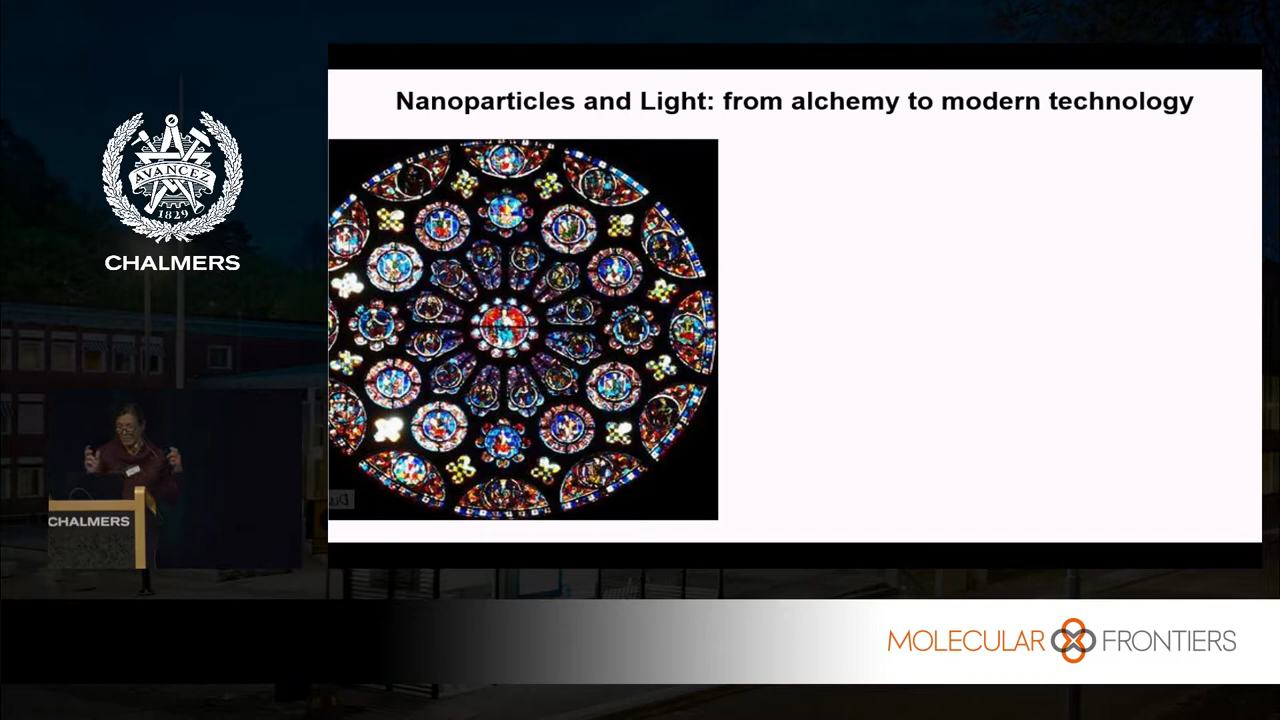 Nanoparticles and Light: from alchemy to modern technology
AVANCEZ
1829
CHALMERS
CHALMERS
MOLECULAR FRONTIERS